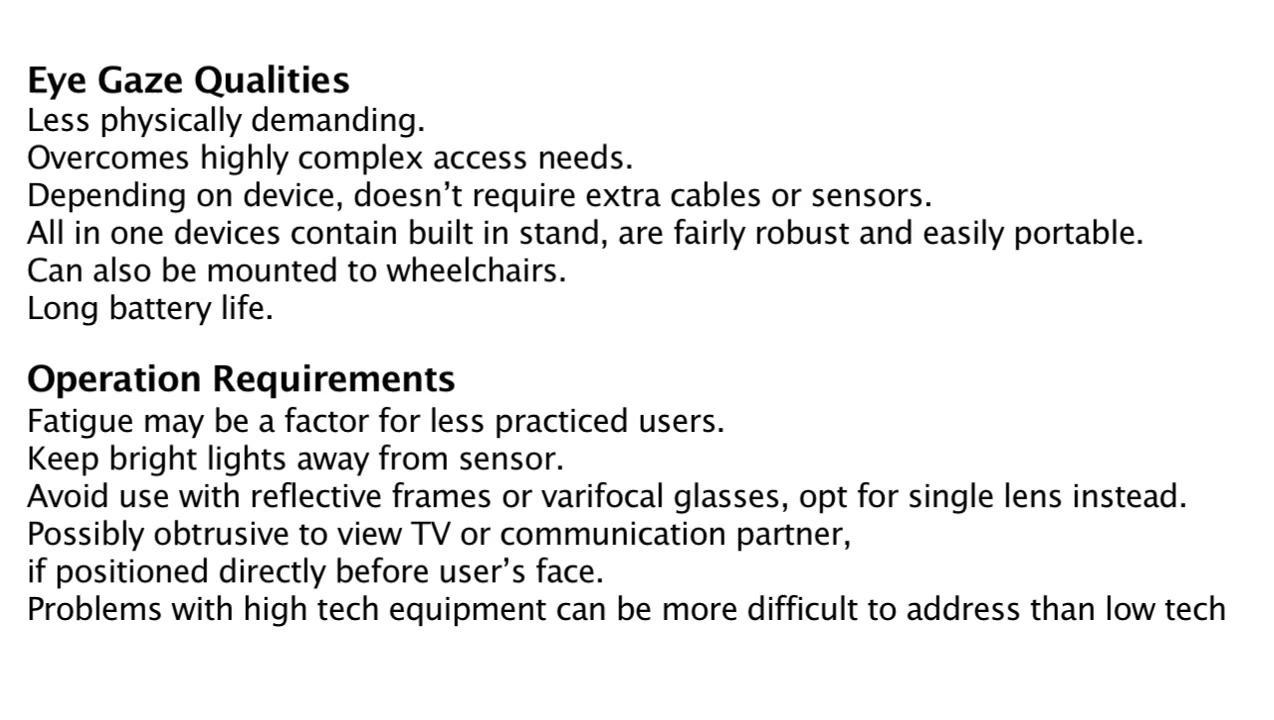 Eye Gaze Qualities
Less physically demanding.
Overcomes highly complex access needs.
Depending on device, doesn’t require extra cables or sensors.
All in one devices contain built in stand, are fairly robust and easily portable.
Can also be mounted to wheelchairs.
Long battery life.
Operation Requirements
Fatigue may be a factor for less practiced users.
Keep bright lights away from sensor.
Avoid use with reflective frames or varifocal glasses, opt for single lens instead.
Possibly obtrusive to view TV or communication partner,
if positioned directly before user’s face.
Problems with high tech equipment can be more difficult to address than low tech